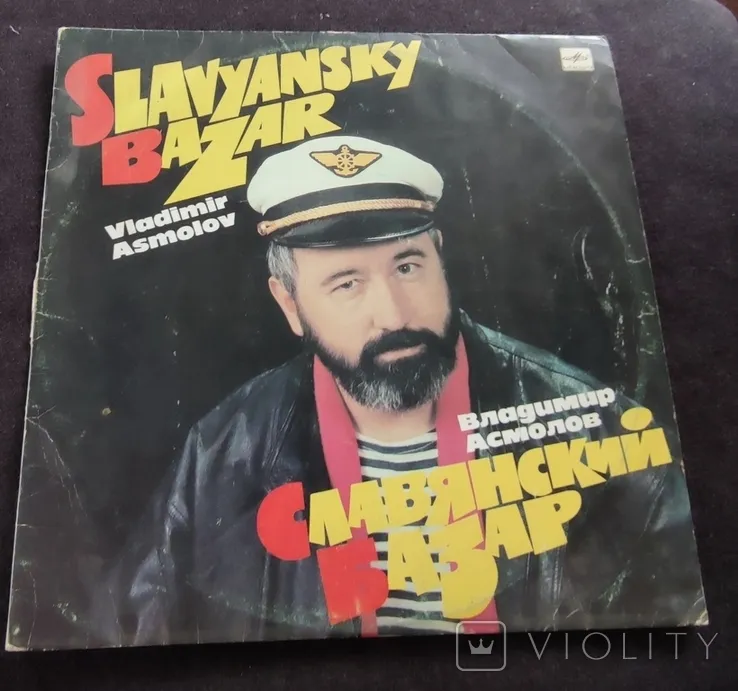 SLAVYANSKY
BAZAR
Vladimir
Asmolov
Владимир
Асмолов
СЛАВЯНСКИЙ
БАЗАР
VIOLITY